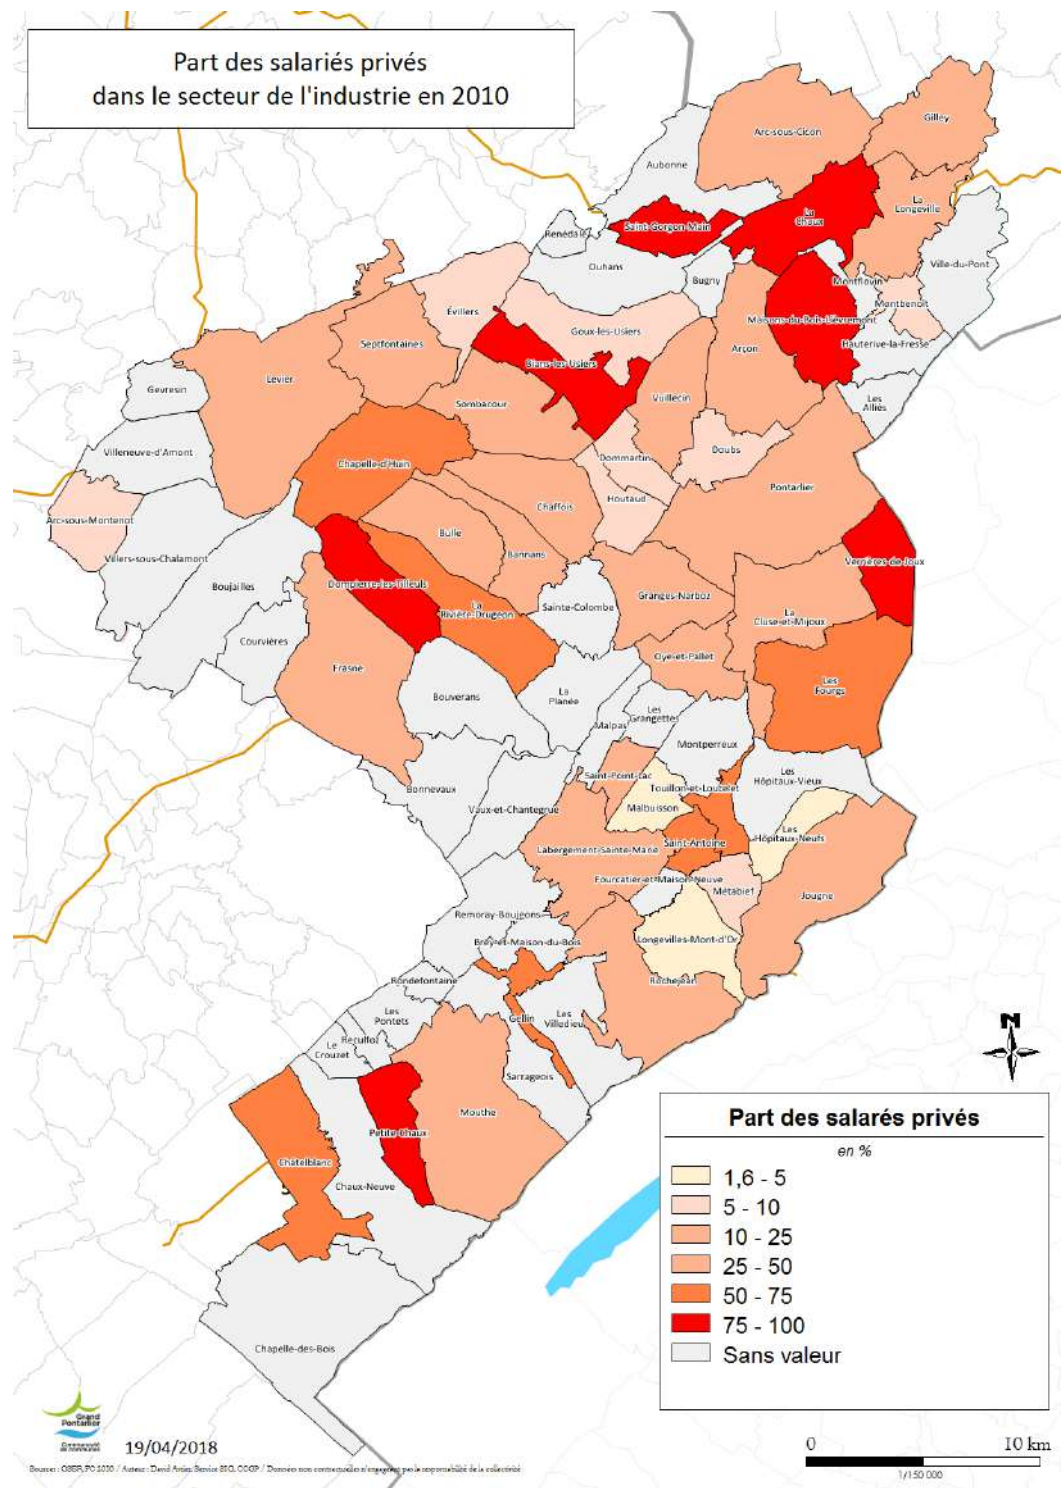 Part des salariés privés
dans le secteur de l'industrie en 2010
Gilley
Arc-sous-Cicon
Aubonne
La
Longeville
La
Chaux
Saint-Gorgon-Main
Renédale
Ouhans
Ville-du-Pont
Bugny
Montflovin
Montbenoit
Évillers
Maisons-du-Bois-Lièvremont
Goux-les-Usiers
Septfontaines
Hauterive-la-Fresse
Arçon
Bians-les-Usiers
Levier
Gevresin
Vuillecin
Les
Alliés
Sombacour
Villeneuve-d'Amont
Doubs
Dommartin
Chapelle-d'Huin
Pontarlier
Houtaud
Chaffois
Arc-sous-Montenot
Bulle
Bannans
Villers-sous-Chalamont
Verrières-de-Joux
Boujailles
Dompierre-les-Tilleuls
Granges-Narboz
La
Rivière-Drugeon
Sainte-Colombe
La
Cluse-et-Mijoux
Courvières
Oye-et-Pallet
Frasne
Les
Fourgs
Bouverans
La
Planée
Les
Grangettes
Malpas
Montperreux
Les
Hôpitaux-Vieux
Saint-Point-Lac
Touillon-et-Loutelet
Bonnevaux
Vaux-et-Chantegrue
Malbuisson
Les
Hôpitaux-Neufs
Saint-Antoine
Labergement-Sainte-Marie
Fourcatier-et-Maison-Neuve
Métabief
Jougne
Remoray-Boujeons
Brey-et-Maison-du-Bois
Longevilles-Mont-d'Or
Rondefontaine
Rochejean
Les
Pontets
Gellin
Les
Villedieu
Reculfoz
Le
Crouzet
Sarrageois
Mouthe
Petite-Chaux
Chatelblanc
Chaux-Neuve
Chapelle-des-Bois
N
Part des salarés privés
en %
1,6 - 5
5 - 10
10 - 25
25 - 50
50 - 75
75 - 100
Sans valeur
Grand
Pontarlier
Communauté
de communes
19/04/2018
0 10 km
1/150 000